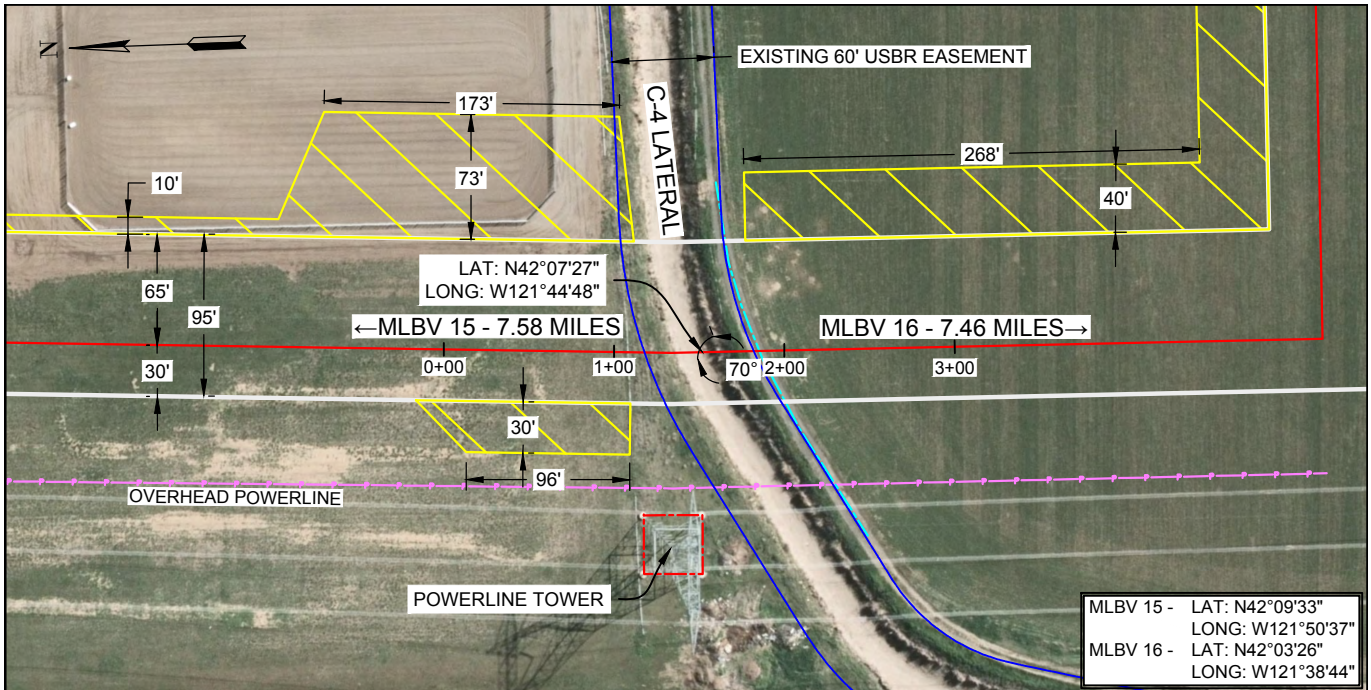 N
EXISTING 60' USBR EASEMENT
C-4 LATERAL
173'
73'
10'
268'
40'
65'
95'
30'
LAT: N42°07'27"
LONG: W121°44'48"
←MLBV 15 - 7.58 MILES
MLBV 16 - 7.46 MILES→
0+00
1+00
70°
2+00
3+00
30'
96'
OVERHEAD POWERLINE
P P P P P P P P P P P P P P P P P P P P P P P P P P P P P P P P P P P P P P P P
POWERLINE TOWER
MLBV 15 - LAT: N42°09'33"
LONG: W121°50'37"
MLBV 16 - LAT: N42°03'26"
LONG: W121°38'44"